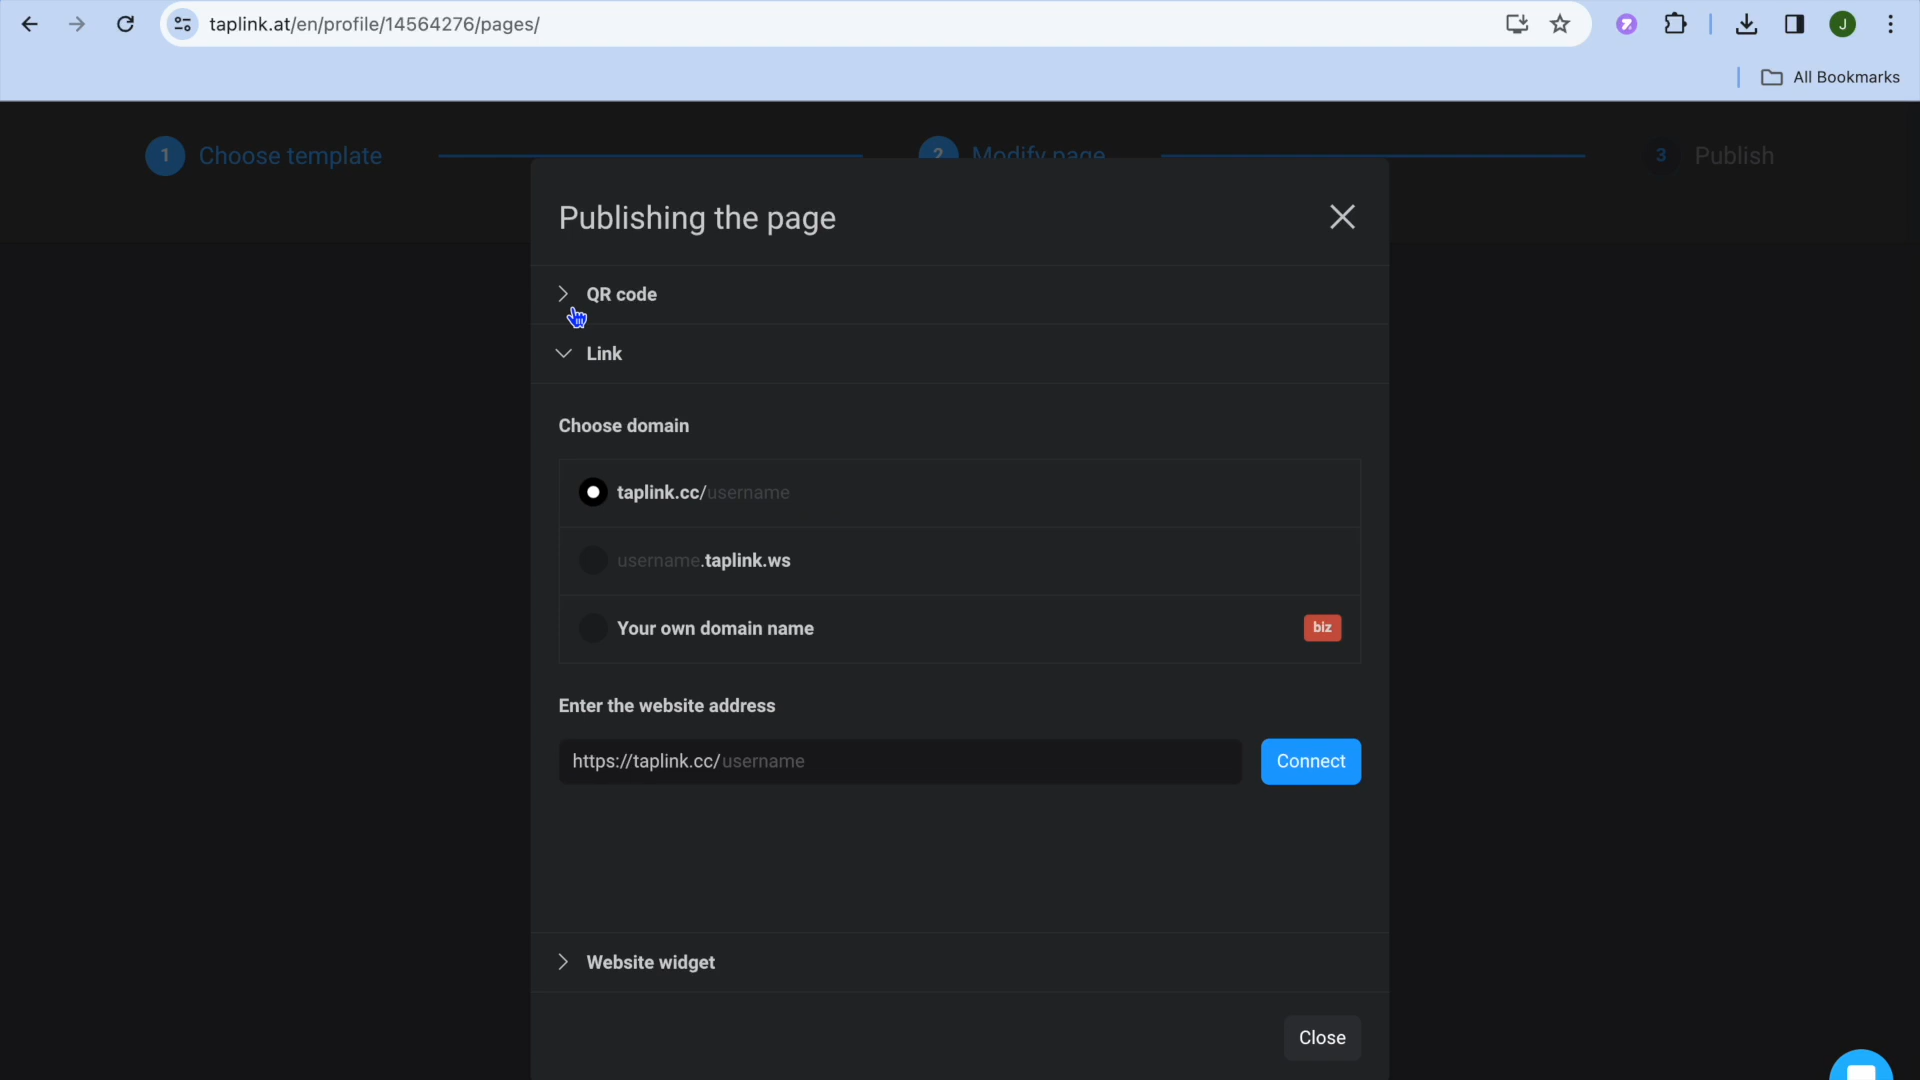 taplink.at/en/profile/14564276/pages/
J
All Bookmarks
1 Choose template
2 Modify page
3 Publish
Publishing the page
QR code
Link
Choose domain
taplink.cc/username
username.taplink.ws
Your own domain name
biz
Enter the website address
https://taplink.cc/username
Connect
Website widget
Close